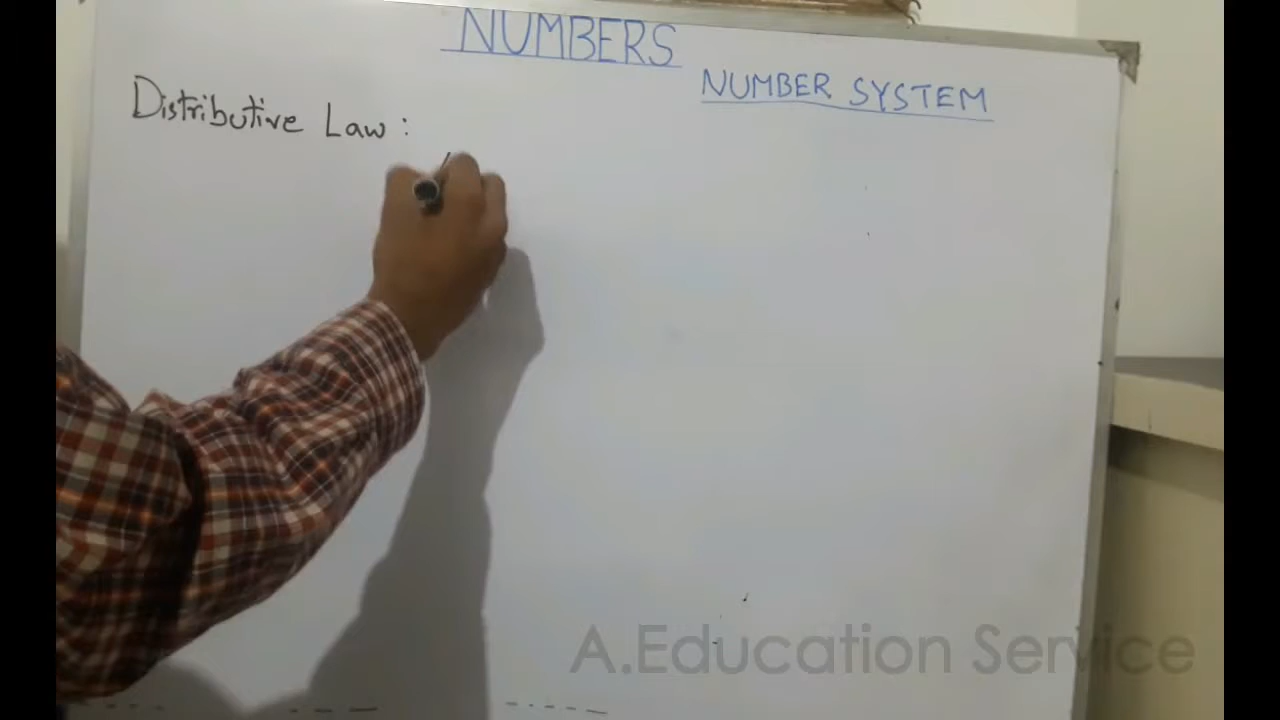 NUMBERS
NUMBER SYSTEM
Distributive Law :
A.Education Service